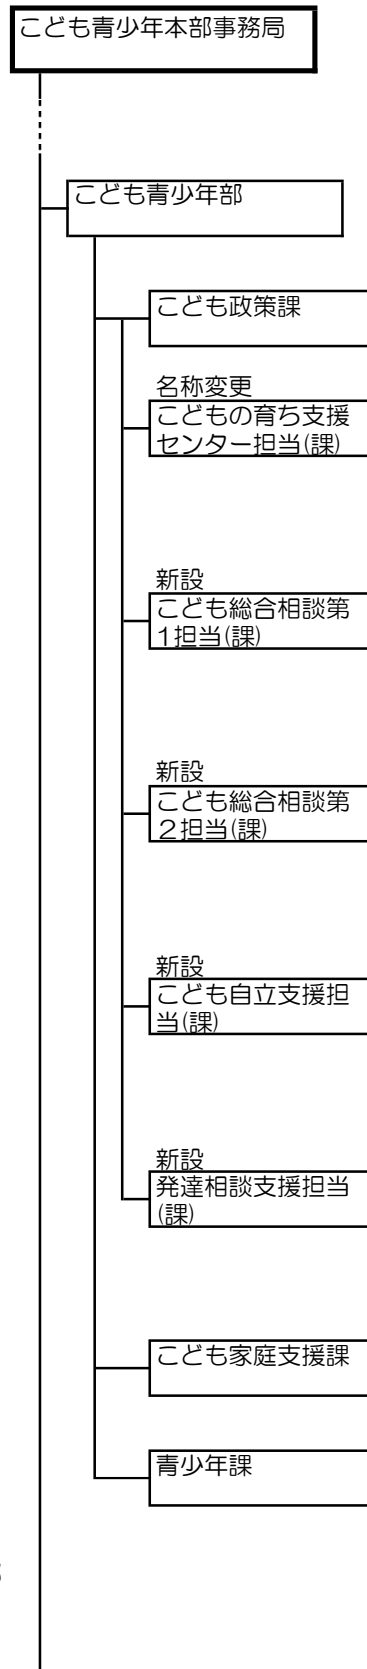 こども青少年本部事務局
こども青少年部
こども政策課
名称変更
こどもの育ち支援
センター担当(課)
新設
こども総合相談第
1担当(課)
新設
こども総合相談第
２担当(課)
新設
こども自立支援担
当(課)
新設
発達相談支援担当
(課)
こども家庭支援課
青少年課